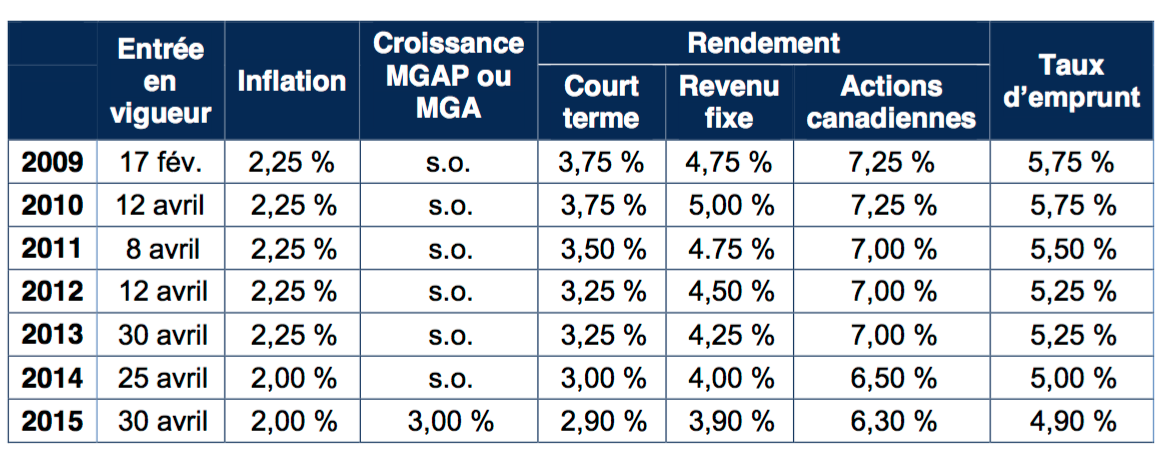 Entrée en vigueur
Inflation
Croissance MGAP ou MGA
Rendement
Court terme
Revenu fixe
Actions canadiennes
Taux d’emprunt
2009 17 fév. 2,25 % s.o. 3,75 % 4,75 % 7,25 % 5,75 %
2010 12 avril 2,25 % s.o. 3,75 % 5,00 % 7,25 % 5,75 %
2011 8 avril 2,25 % s.o. 3,50 % 4.75 % 7,00 % 5,50 %
2012 12 avril 2,25 % s.o. 3,25 % 4,50 % 7,00 % 5,25 %
2013 30 avril 2,25 % s.o. 3,25 % 4,25 % 7,00 % 5,25 %
2014 25 avril 2,00 % s.o. 3,00 % 4,00 % 6,50 % 5,00 %
2015 30 avril 2,00 % 3,00 % 2,90 % 3,90 % 6,30 % 4,90 %